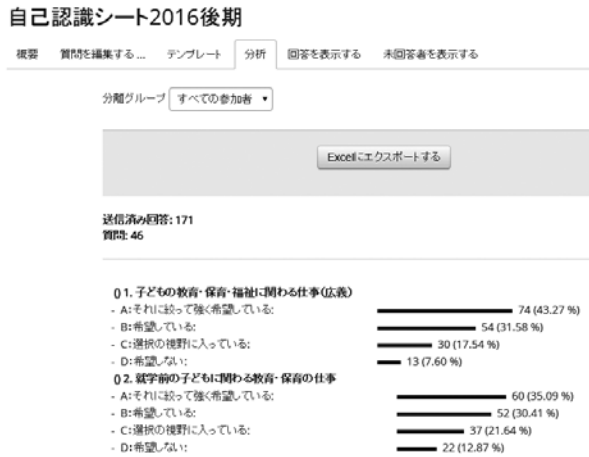 自己認識シート2016後期
概要 質問を編集する... テンプレート 分析 回答を表示する 未回答者を表示する
分離グループ すべての参加者
Excelにエクスポートする
送信済み回答: 171
質問: 46
() 1. 子どもの教育・保育・福祉に関わる仕事(広義)
- A:それに絞って強く希望している: 74 (43.27 %)
- B:希望している: 54 (31.58 %)
- C:選択の視野に入っている: 30 (17.54 %)
- D:希望しない: 13 (7.60 %)
() 2. 就学前の子どもに関わる教育・保育の仕事
- A:それに絞って強く希望している: 60 (35.09 %)
- B:希望している: 52 (30.41 %)
- C:選択の視野に入っている: 37 (21.64 %)
- D:希望しない: 22 (12.87 %)